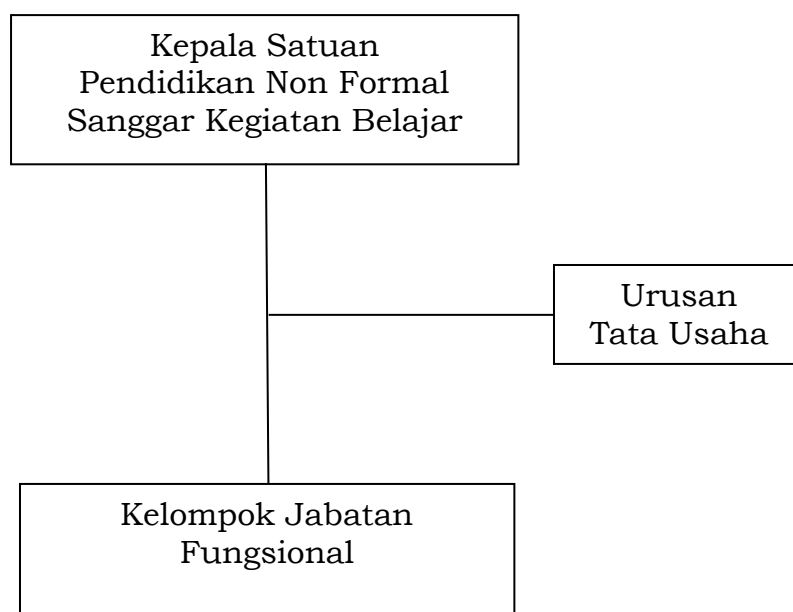 Kepala Satuan
Pendidikan Non Formal
Sanggar Kegiatan Belajar
Urusan
Tata Usaha
Kelompok Jabatan
Fungsional